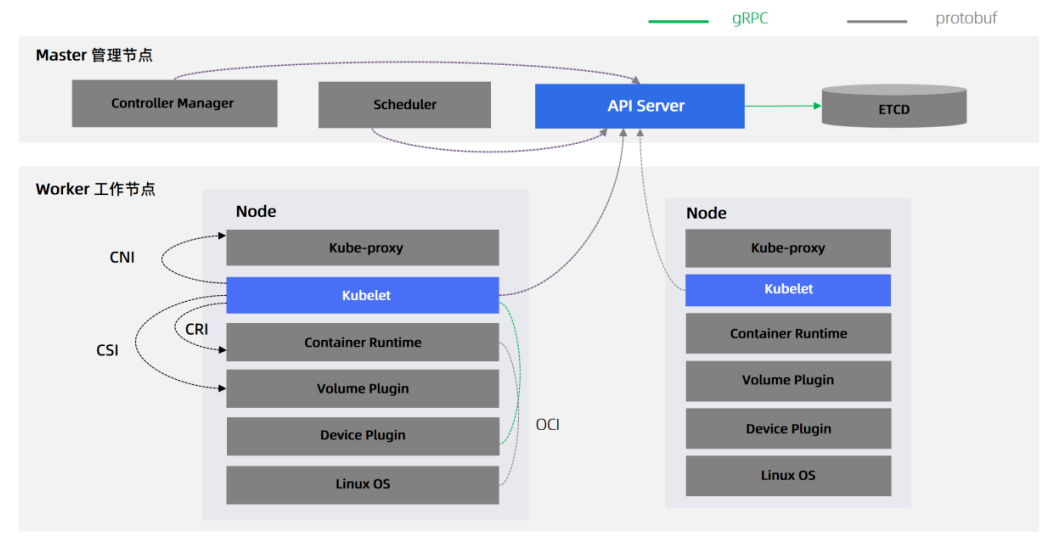 gRPC
protobuf
Master 管理节点
Controller Manager
Scheduler
API Server
ETCD
Worker 工作节点
Node
Kube-proxy
CNI
Kubelet
CRI
Container Runtime
CSI
Volume Plugin
Device Plugin
OCI
Linux OS
Node
Kube-proxy
Kubelet
Container Runtime
Volume Plugin
Device Plugin
Linux OS